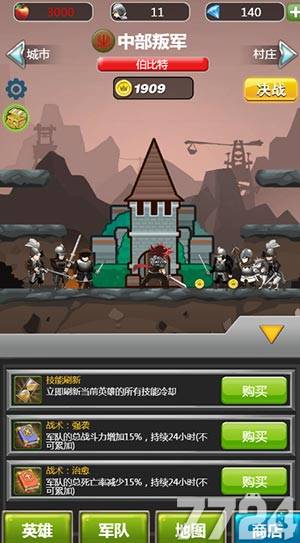 3000 11 140
中部叛军
城市 村庄
伯比特
1909 决战
技能刷新
立即刷新当前英雄的所有技能冷却
购买
战术：强袭
军队的总战斗力增加15%，持续24小时(不可累加)
购买
战术：治愈
军队的总死亡率减少15%，持续24小时(不可累加)
购买
英雄 军队 地图 商店
7724